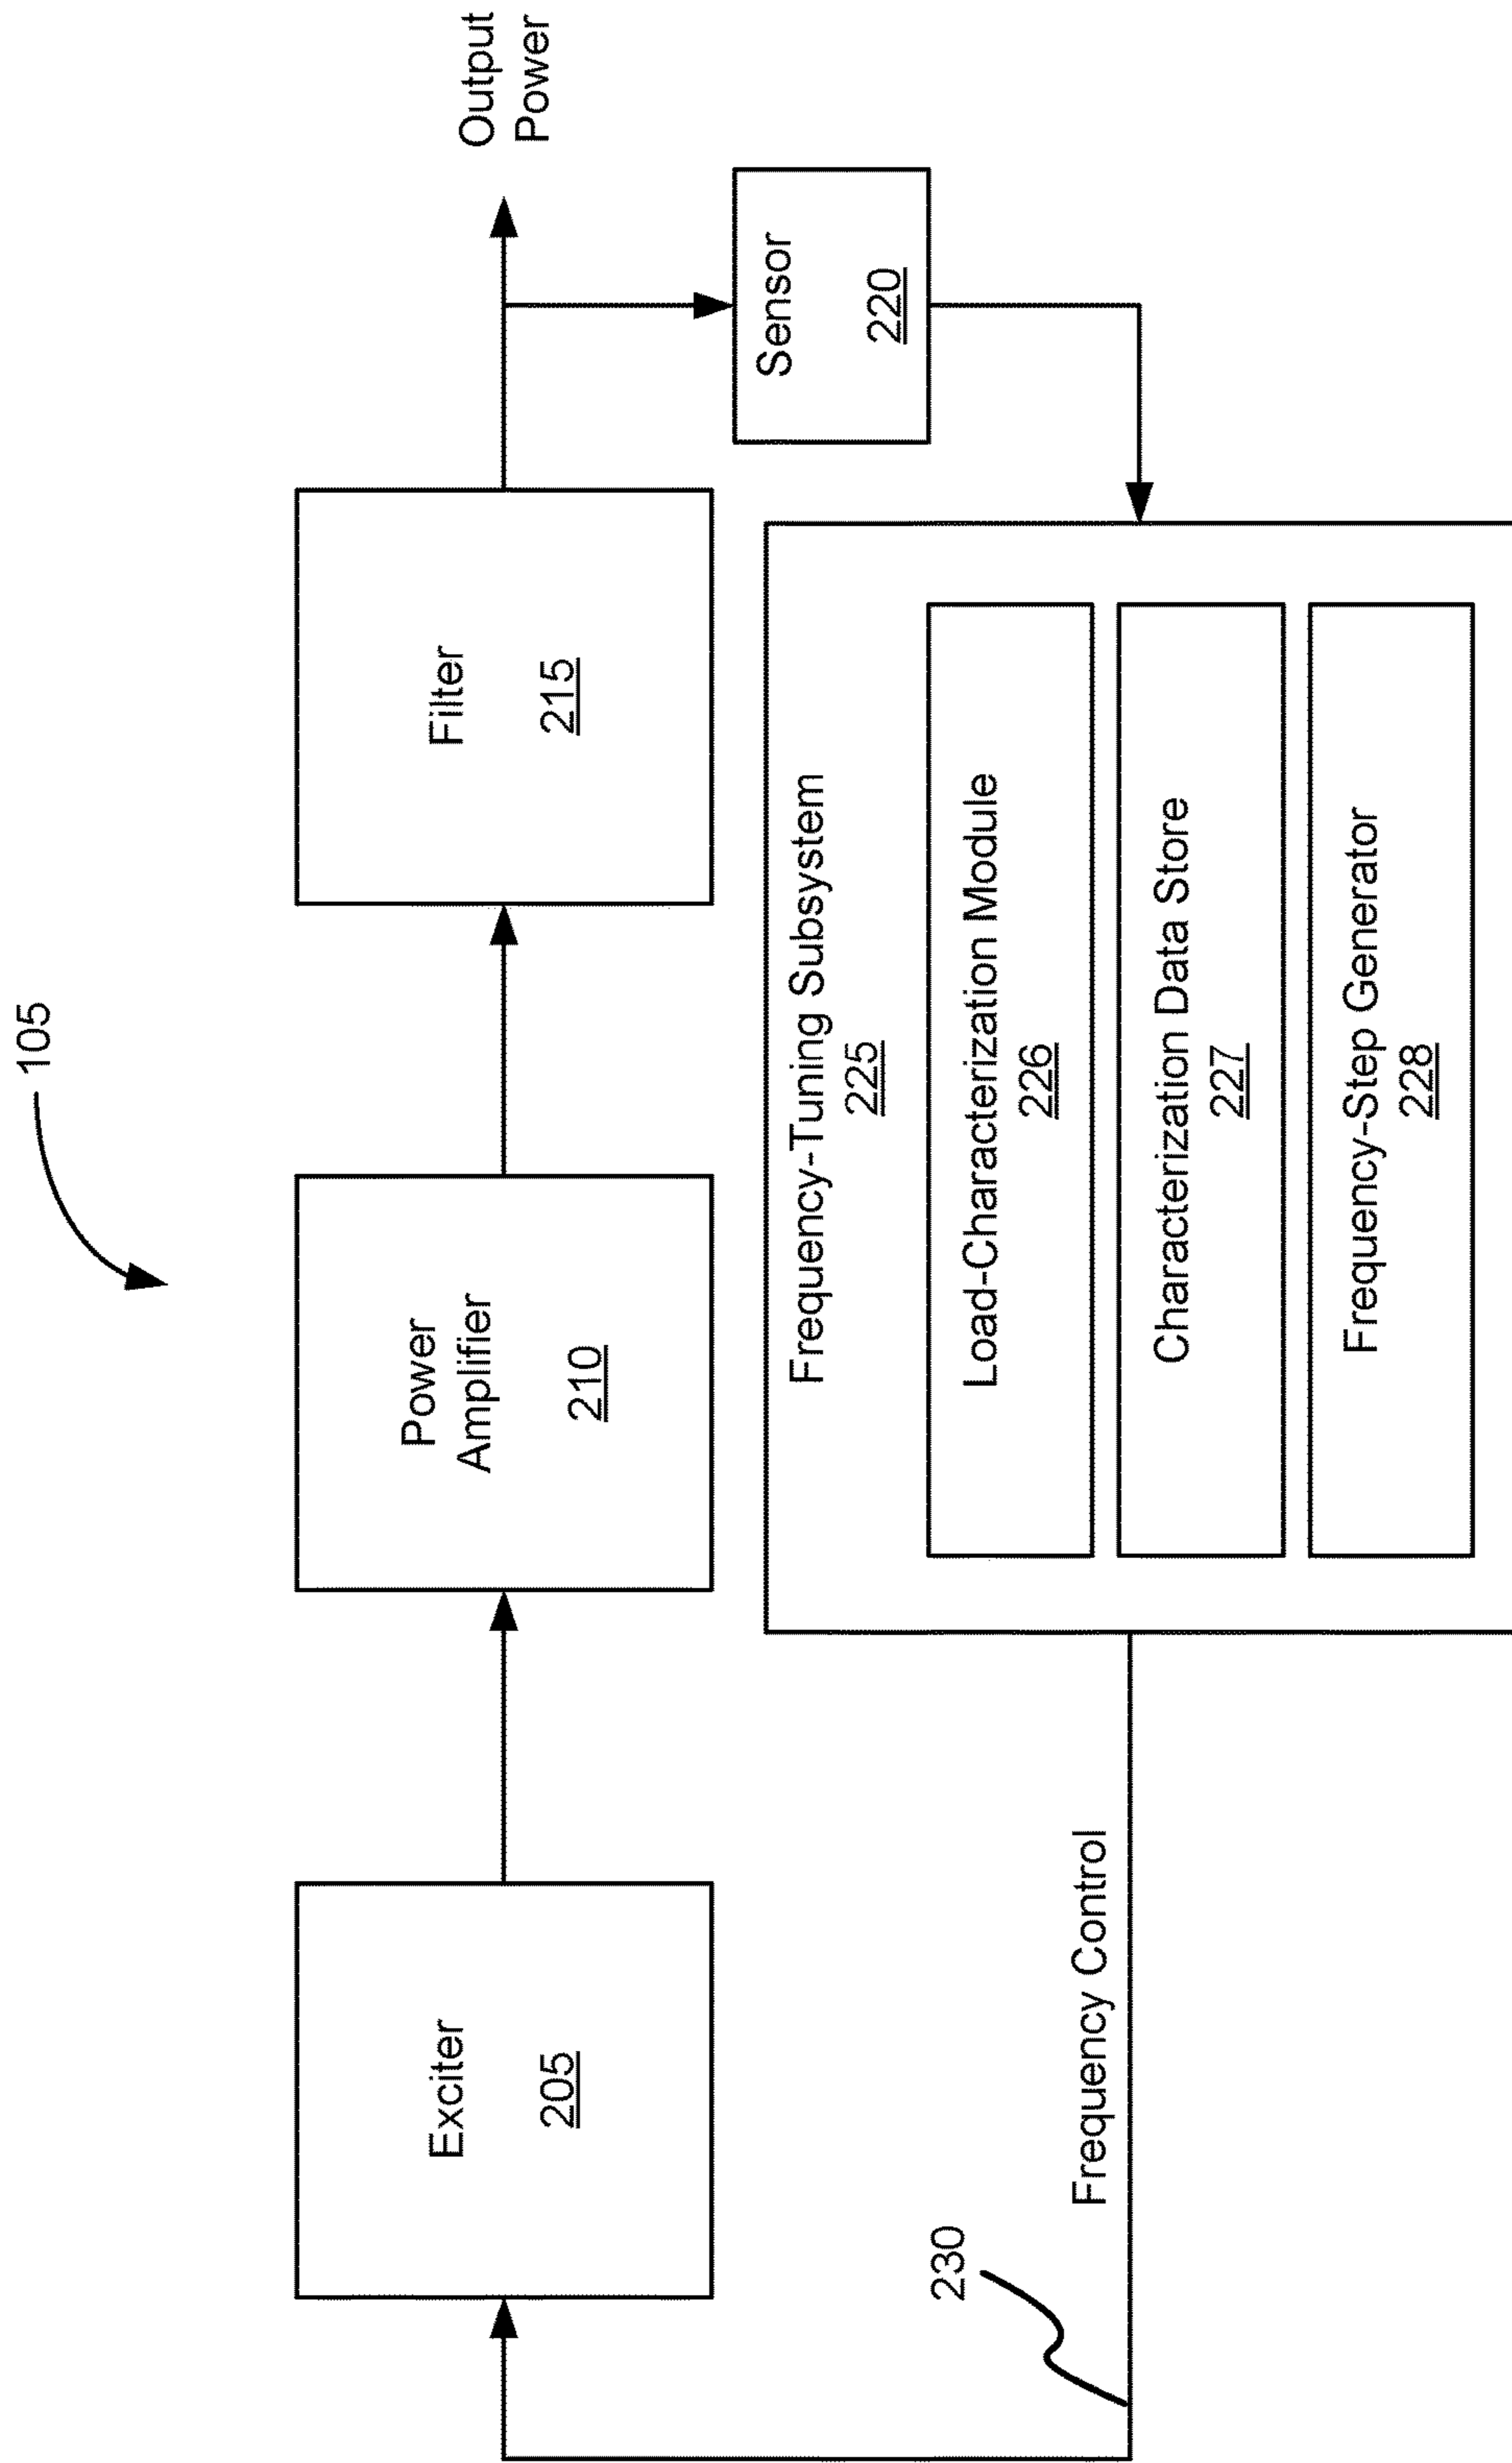 105
Exciter
205
Power
Amplifier
210
Filter
215
Output
Power
Sensor
220
Frequency-Tuning Subsystem
225
Load-Characterization Module
226
Characterization Data Store
227
Frequency-Step Generator
228
230
Frequency Control